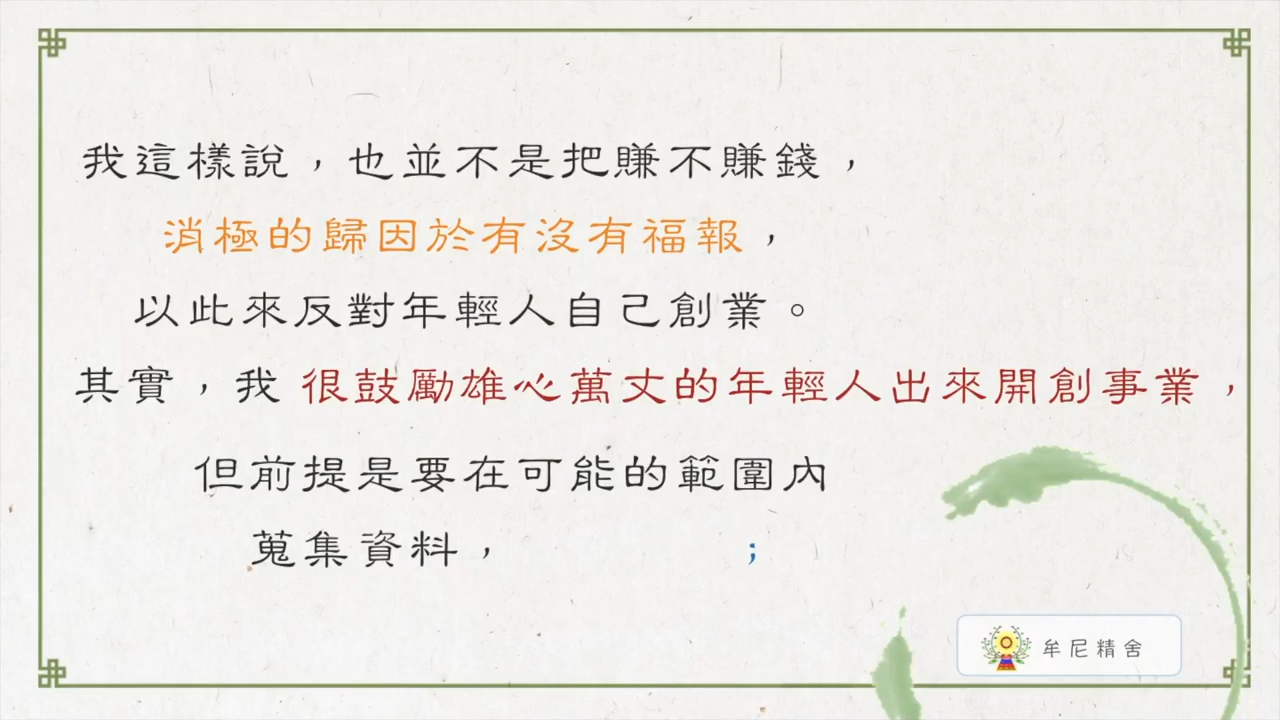 我這樣說，也並不是把賺不賺錢，
消極的歸因於有沒有福報，
以此來反對年輕人自己創業。
其實，我很鼓勵雄心萬丈的年輕人出來開創事業，
但前提是要在可能的範圍內
蒐集資料，　　　　；
牟尼精舍